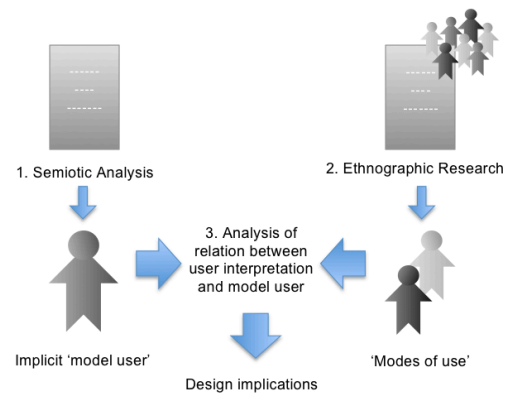 1. Semiotic Analysis
2. Ethnographic Research
3. Analysis of
relation between
user interpretation
and model user
Implicit ‘model user’
‘Modes of use’
Design implications